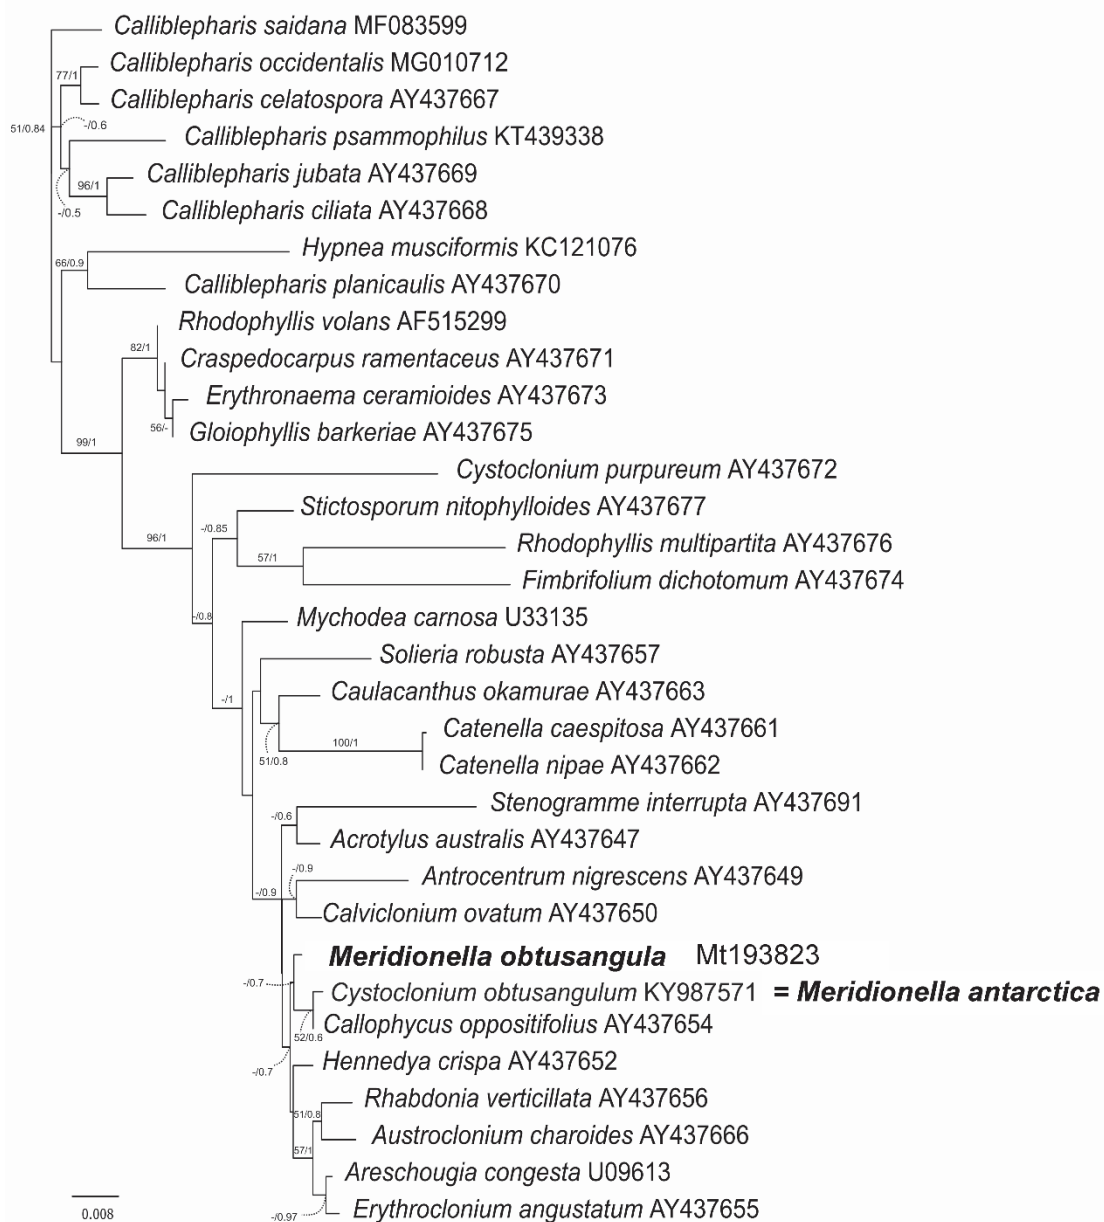 Calliblepharis saidana MF083599
Calliblepharis occidentalis MG010712
77/1
Calliblepharis celatospora AY437667
51/0.84
-/0.6
Calliblepharis psammophilus KT439338
Calliblepharis jubata AY437669
96/1
Calliblepharis ciliata AY437668
-/0.5
Hypnea musciformis KC121076
66/0.9
Calliblepharis planicaulis AY437670
Rhodophyllis volans AF515299
82/1
Craspedocarpus ramentaceus AY437671
Erythronaema ceramioides AY437673
56/-
Gloiophyllis barkeriae AY437675
99/1
Cystoclonium purpureum AY437672
Stictosporum nitophylloides AY437677
-/0.85
96/1
Rhodophyllis multipartita AY437676
57/1
Fimbrifolium dichotomum AY437674
-/0.8
Mychodea carnosa U33135
Solieria robusta AY437657
Caulacanthus okamurae AY437663
-/1
Catenella caespitosa AY437661
100/1
51/0.8
Catenella nipae AY437662
Stenogramme interrupta AY437691
-/0.6
Acrotylus australis AY437647
-/0.9
Antrocentrum nigrescens AY437649
-/0.9
Calviclonium ovatum AY437650
Meridionella obtusangula Mt193823
-/0.7
Cystoclonium obtusangulum KY987571 = Meridionella antarctica
Callophycus oppositifolius AY437654
52/0.6
Hennedya crispa AY437652
-/0.7
Rhabdonia verticillata AY437656
51/0.8
Austroclonium charoides AY437666
57/1
Areschougia congesta U09613
Erythroclonium angustatum AY437655
-/0.97
0.008